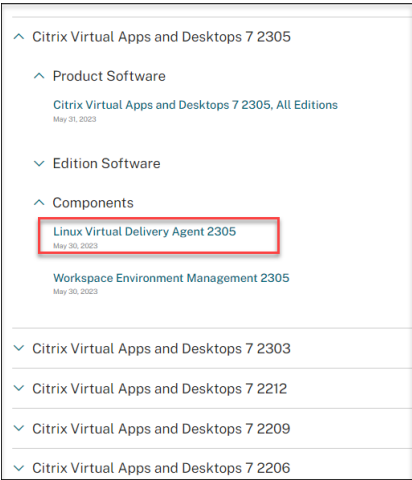 Citrix Virtual Apps and Desktops 7 2305
Product Software
Citrix Virtual Apps and Desktops 7 2305, All Editions
May 31, 2023
Edition Software
Components
Linux Virtual Delivery Agent 2305
May 30, 2023
Workspace Environment Management 2305
May 30, 2023
Citrix Virtual Apps and Desktops 7 2303
Citrix Virtual Apps and Desktops 7 2212
Citrix Virtual Apps and Desktops 7 2209
Citrix Virtual Apps and Desktops 7 2206